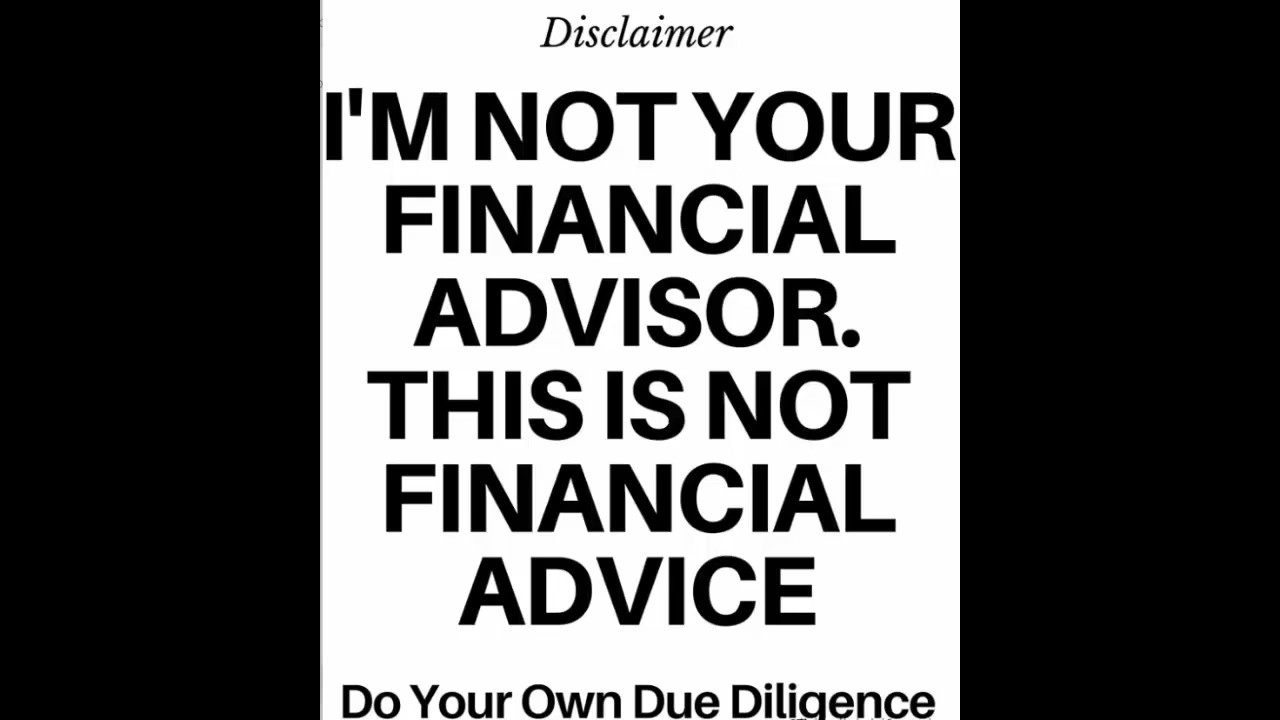 Disclaimer
I'M NOT YOUR
FINANCIAL
ADVISOR.
THIS IS NOT
FINANCIAL
ADVICE
Do Your Own Due Diligence